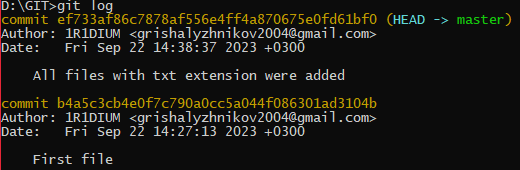 D:\GIT>git log
commit ef733af86c7878af556e4ff4a870675e0fd61bf0 (HEAD -> master)
Author: 1R1DIUM <grishalyzhnikov2004@gmail.com>
Date:   Fri Sep 22 14:38:37 2023 +0300
    All files with txt extension were added
commit b4a5c3cb4e0f7c790a0cc5a044f086301ad3104b
Author: 1R1DIUM <grishalyzhnikov2004@gmail.com>
Date:   Fri Sep 22 14:27:13 2023 +0300
    First file